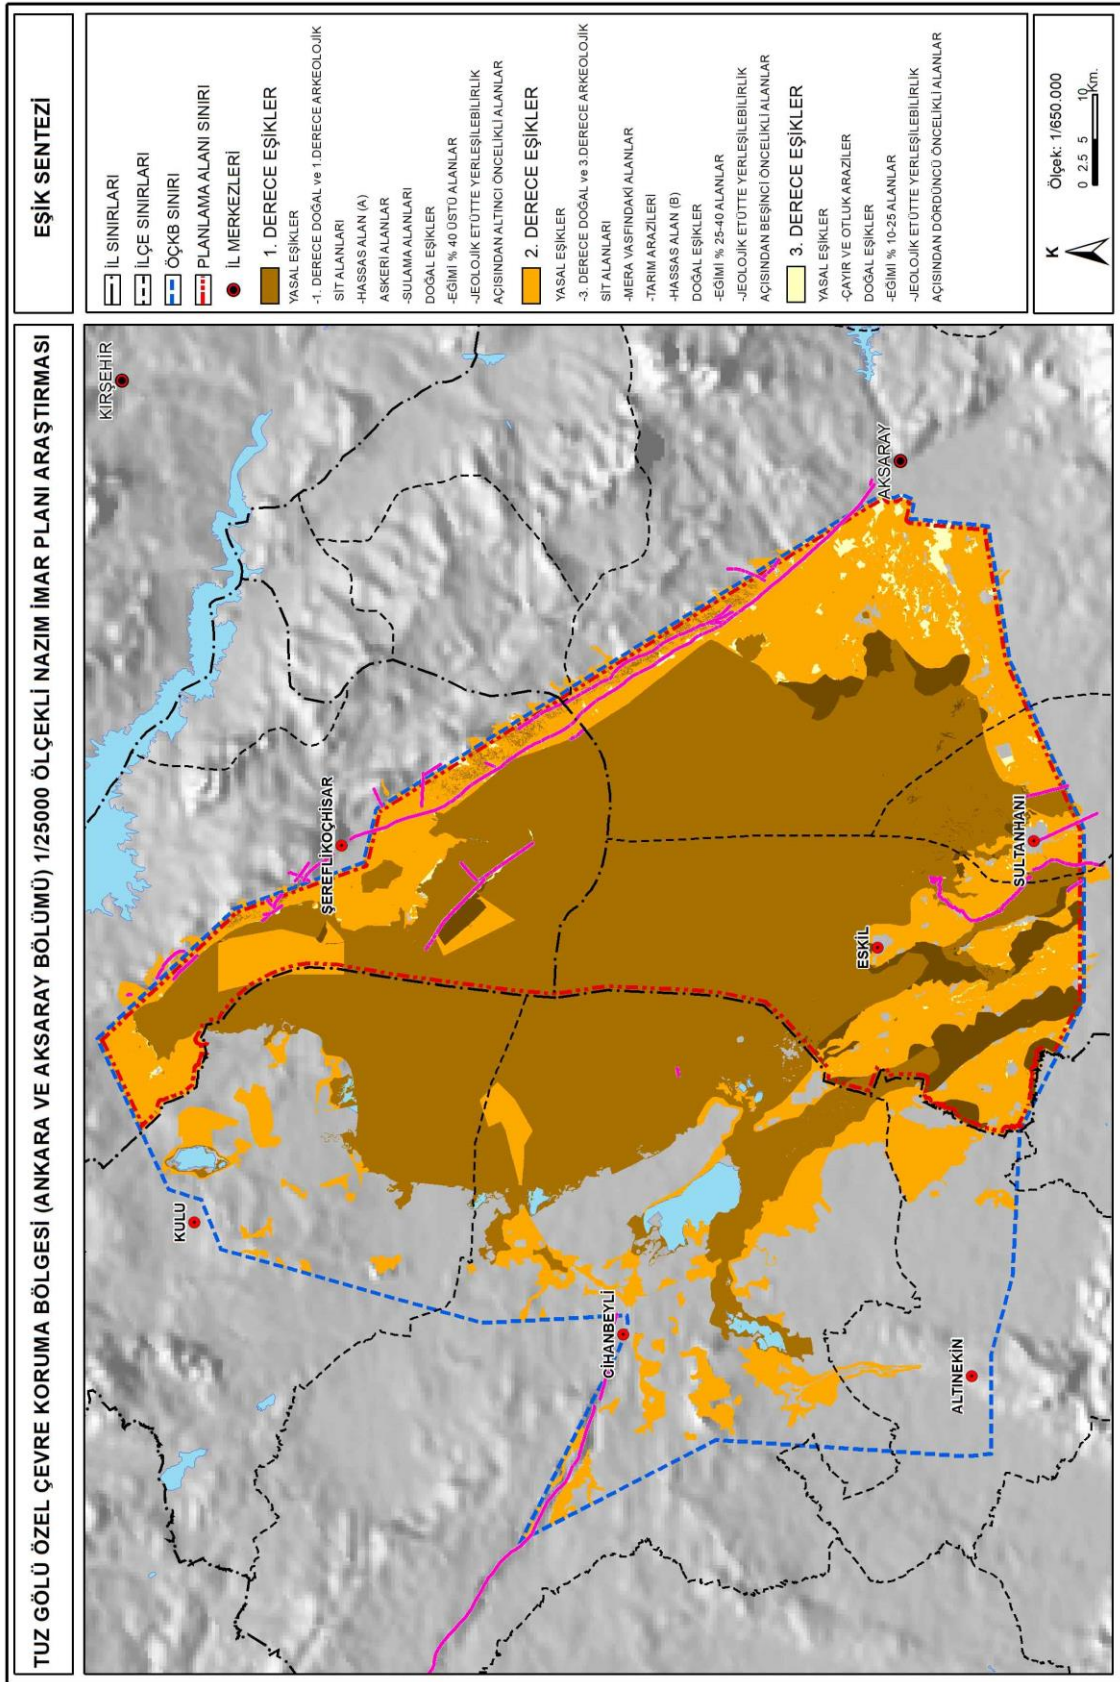 TUZ GÖLÜ ÖZEL ÇEVRE KORUMA BÖLGESİ (ANKARA VE AKSARAY BÖLÜMÜ) 1/25000 ÖLÇEKLİ NAZIM İMAR PLANI ARAŞTIRMASI
EŞİK SENTEZİ
KIRŞEHİR
KULU
ŞEREFLİKOÇHİSAR
CİHANBEYLİ
AKSARAY
ESKİL
ALTINEKİN
SULTANHANI
İL SINIRLARI
İLÇE SINIRLARI
ÖÇKB SINIRI
PLANLAMA ALANI SINIRI
İL MERKEZLERİ
1. DERECE EŞİKLER
YASAL EŞİKLER
-1. DERECE DOĞAL ve 1.DERECE ARKEOLOJİK
SİT ALANLARI
-HASSAS ALAN (A)
ASKERİ ALANLAR
-SULAMA ALANLARI
DOĞAL EŞİKLER
-EĞİMİ % 40 ÜSTÜ ALANLAR
-JEOLOJİK ETÜTTE YERLEŞİLEBİLİRLİK
AÇISINDAN ALTINCI ÖNCELİKLİ ALANLAR
2. DERECE EŞİKLER
YASAL EŞİKLER
-3. DERECE DOĞAL ve 3.DERECE ARKEOLOJİK
SİT ALANLARI
-MERA VASFINDAKİ ALANLAR
-TARIM ARAZİLERİ
-HASSAS ALAN (B)
DOĞAL EŞİKLER
-EĞİMİ % 25-40 ALANLAR
-JEOLOJİK ETÜTTE YERLEŞİLEBİLİRLİK
AÇISINDAN BEŞİNCİ ÖNCELİKLİ ALANLAR
3. DERECE EŞİKLER
YASAL EŞİKLER
-ÇAYIR VE OTLUK ARAZİLER
DOĞAL EŞİKLER
-EĞİMİ % 10-25 ALANLAR
-JEOLOJİK ETÜTTE YERLEŞİLEBİLİRLİK
AÇISINDAN DÖRDÜNCÜ ÖNCELİKLİ ALANLAR
K
Ölçek: 1/650.000
0 2.5 5 10 Km.